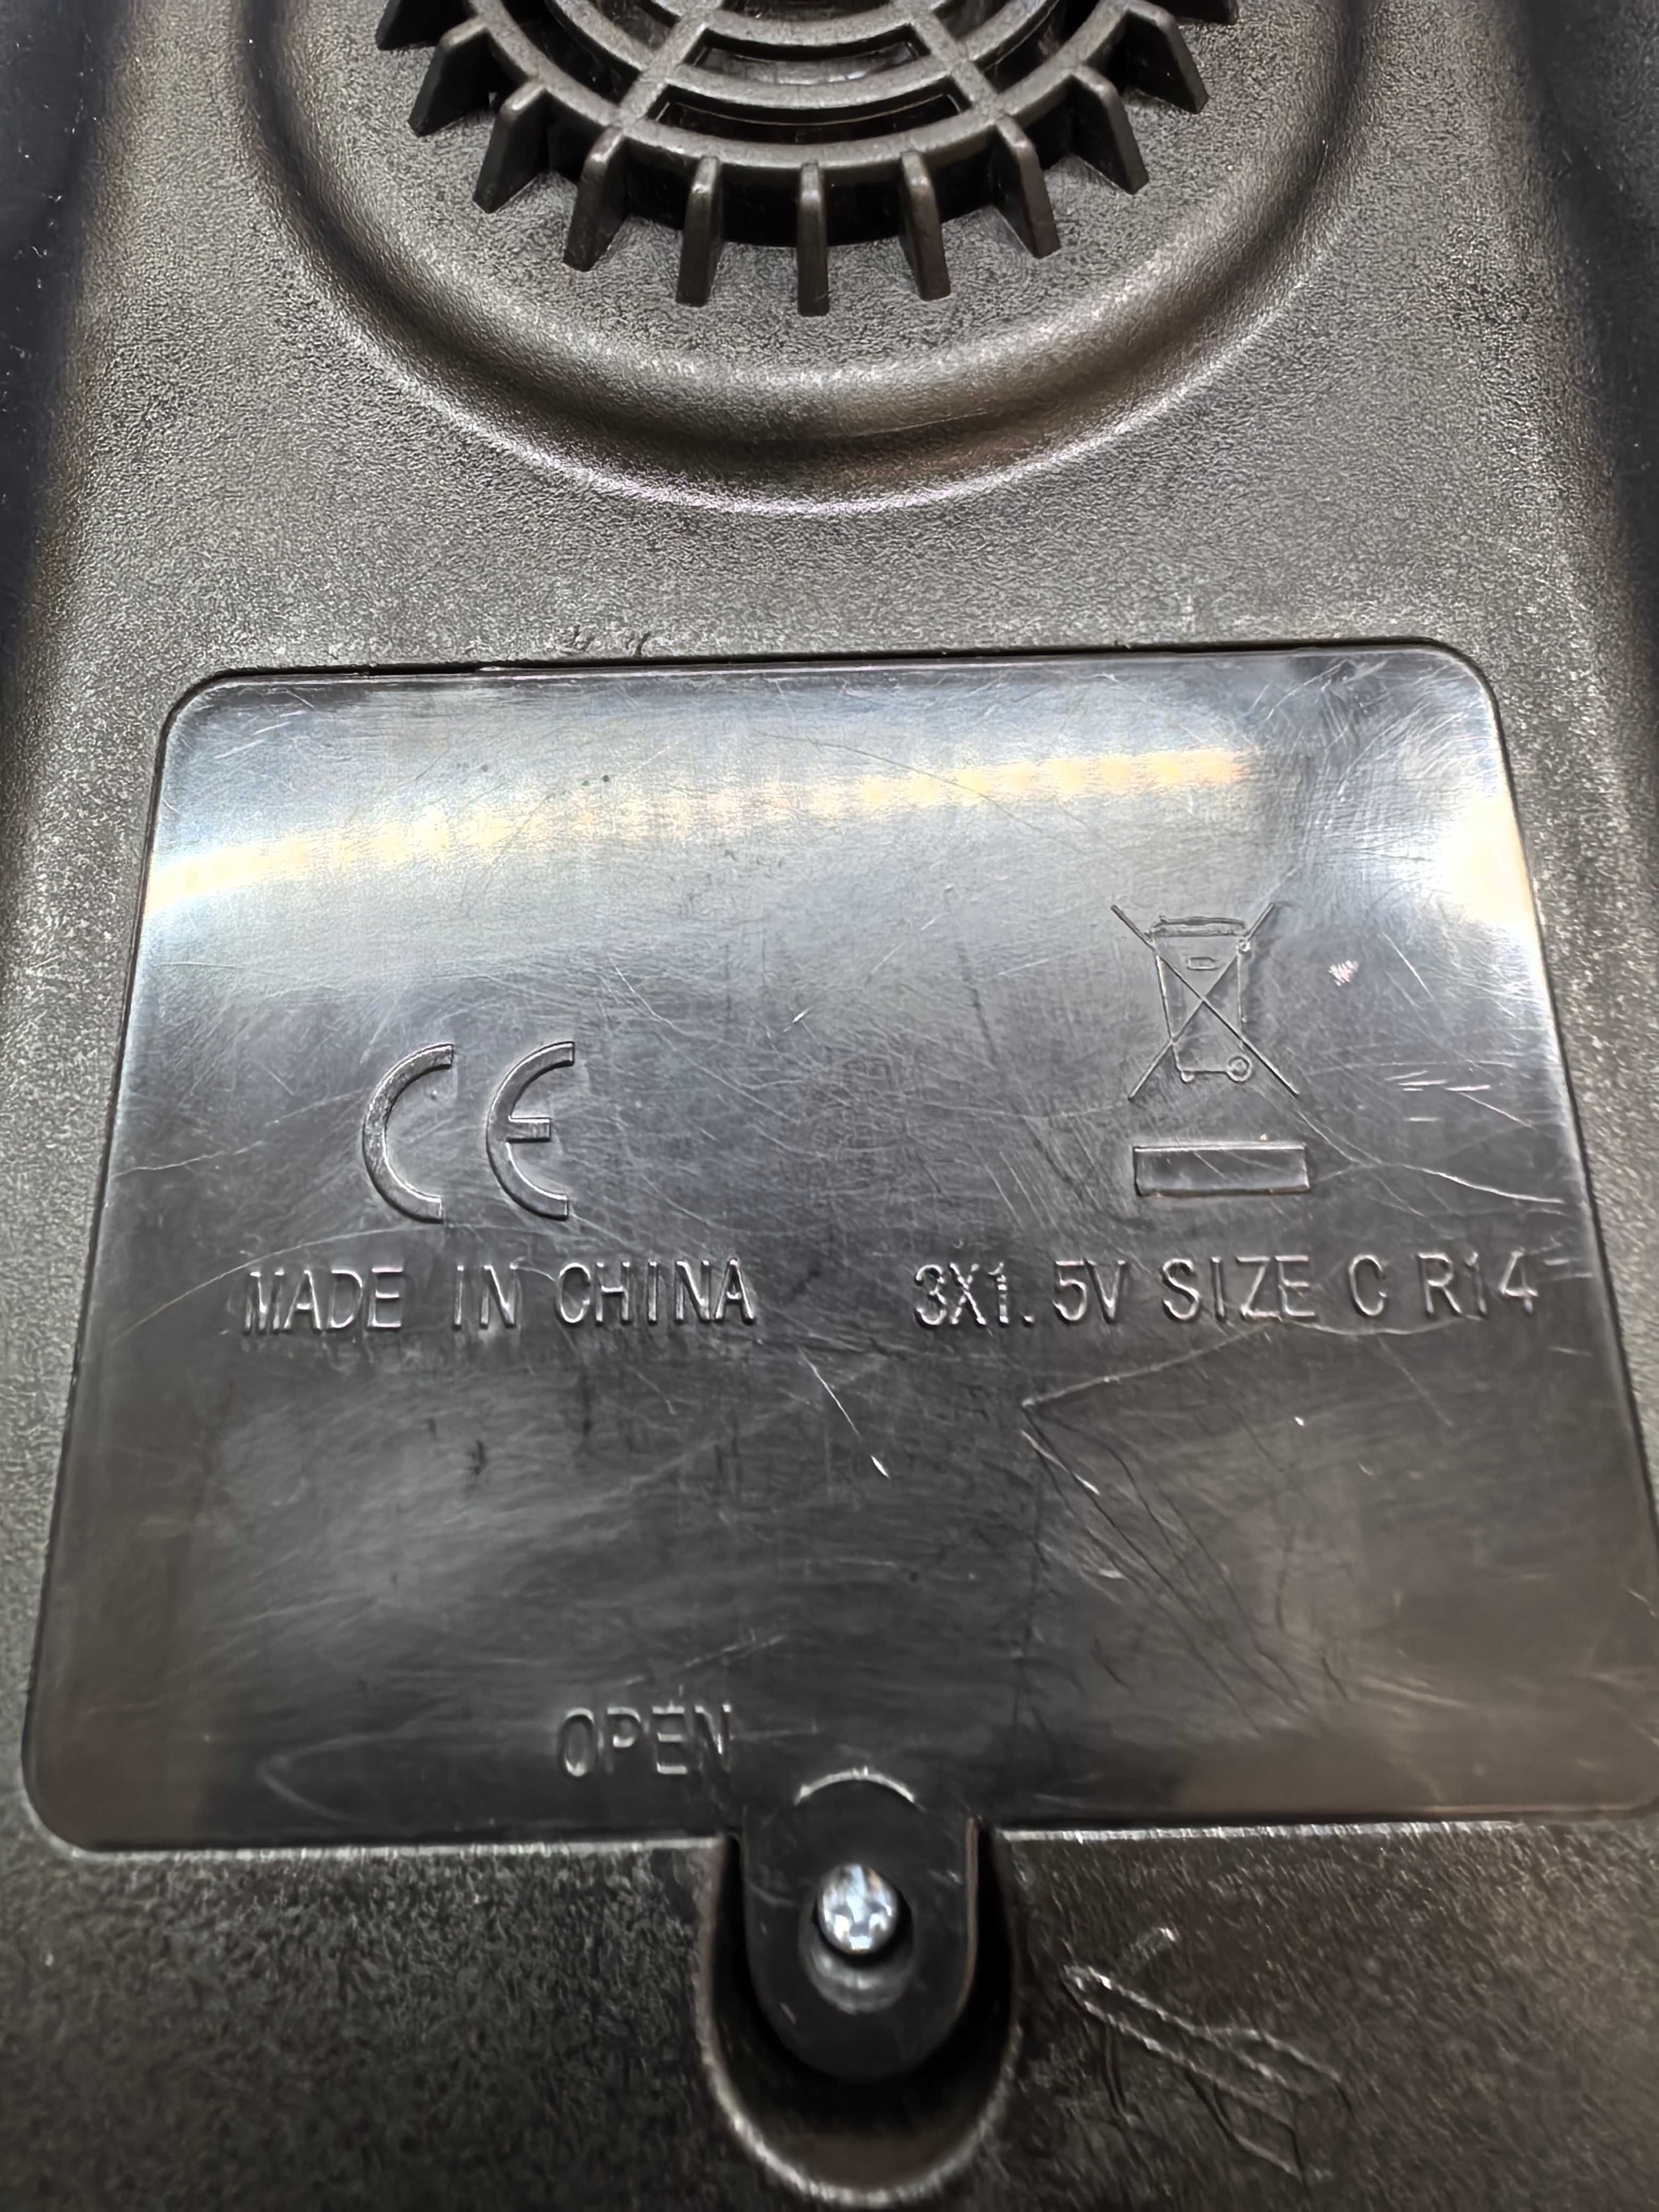 CE
MADE IN CHINA
3X1.5V SIZE C R14
OPEN